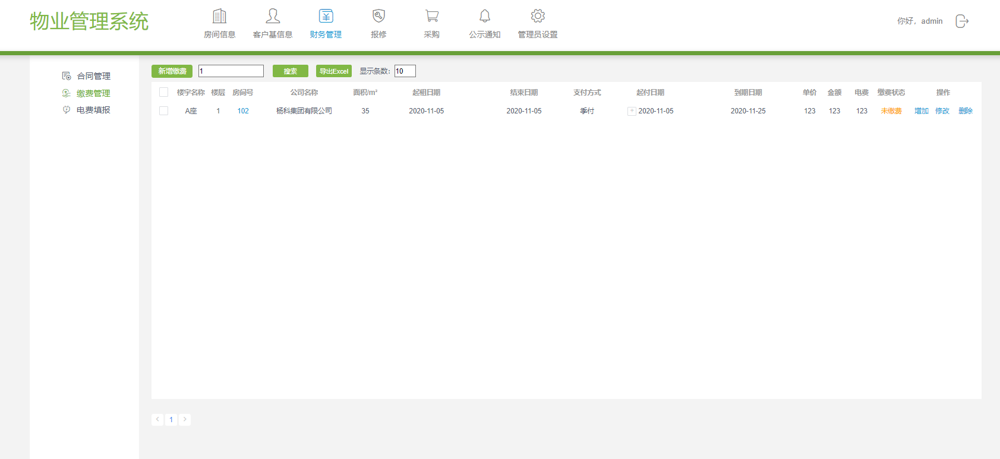 物业管理系统
房间信息 客户基信息 财务管理 报修 采购 公示通知 管理员设置
你好，admin
合同管理
缴费管理
电费填报
新增缴费 1 搜索 导出Excel 显示条数： 10
楼宇名称 楼层 房间号 公司名称 面积/m² 起租日期 结束日期 支付方式 起付日期 到期日期 单价 金额 电费 缴费状态 操作
A座 1 102 杨科集团有限公司 35 2020-11-05 2020-11-05 季付 + 2020-11-05 2020-11-25 123 123 123 未缴费 增加 修改 删除
< 1 >